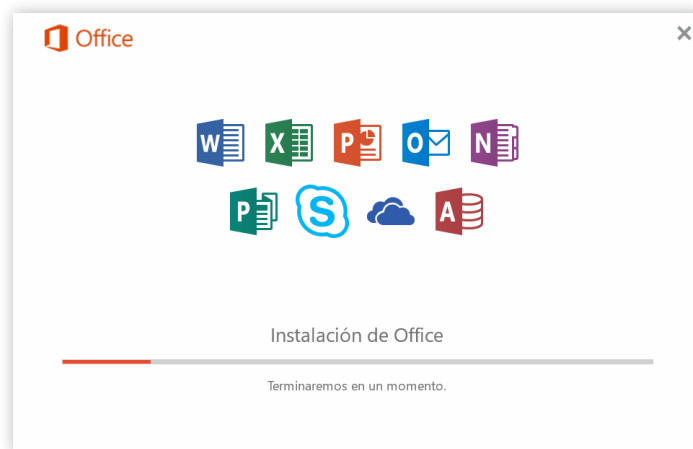 Office
W X P O N
P S A
Instalación de Office
Terminaremos en un momento.